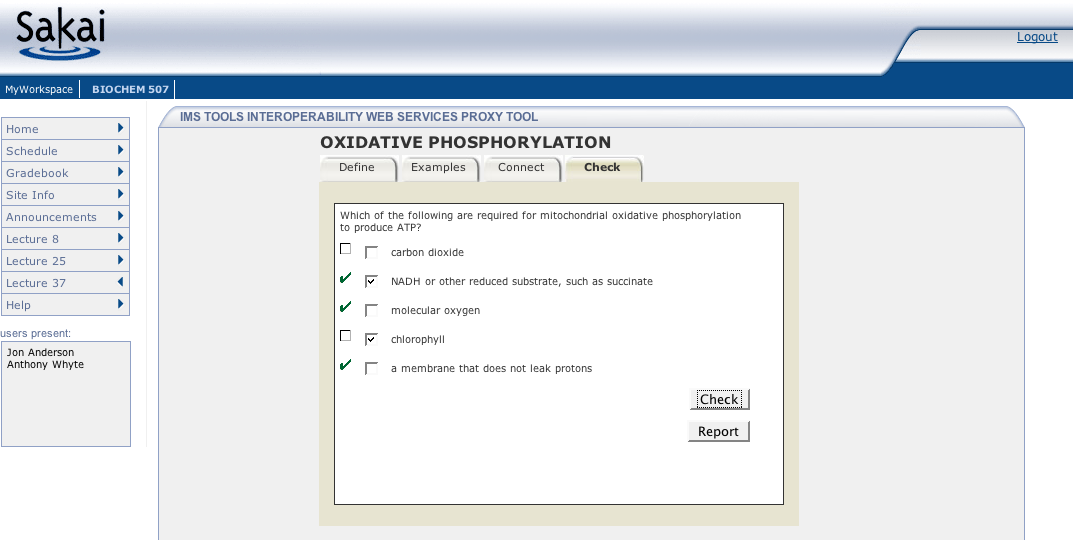 Sakai
Logout
MyWorkspace
BIOCHEM 507
Home
Schedule
Gradebook
Site Info
Announcements
Lecture 8
Lecture 25
Lecture 37
Help
users present:
Jon Anderson
Anthony Whyte
IMS TOOLS INTEROPERABILITY WEB SERVICES PROXY TOOL
OXIDATIVE PHOSPHORYLATION
Define
Examples
Connect
Check
Which of the following are required for mitochondrial oxidative phosphorylation
to produce ATP?
carbon dioxide
NADH or other reduced substrate, such as succinate
molecular oxygen
chlorophyll
a membrane that does not leak protons
Check
Report